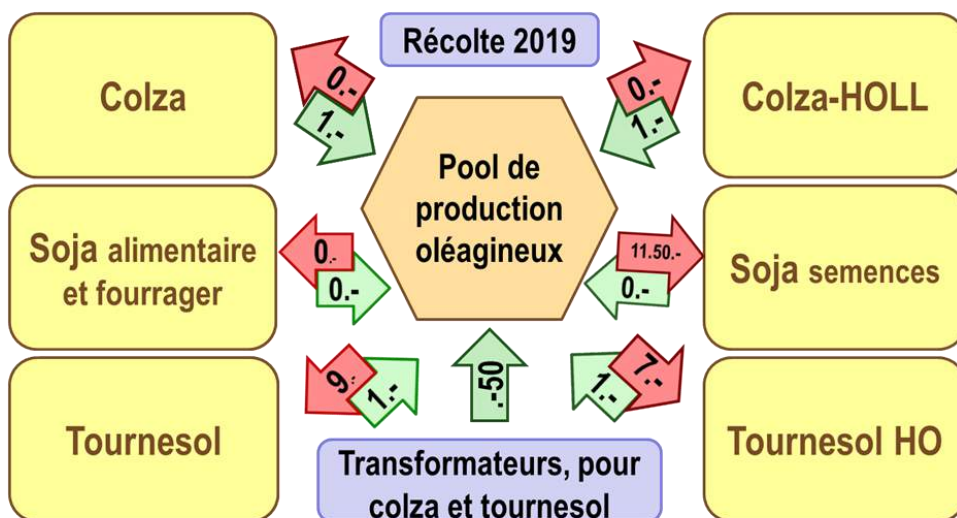 Récolte 2019
Colza
0.-
1.-
0.-
1.-
Colza-HOLL
Pool de
production
oléagineux
Soja alimentaire
et fourrager
0.-
0.-
11.50.-
0.-
Soja semences
Tournesol
9.-
1.-
.-50
1.-
7.-
Tournesol HO
Transformateurs, pour
colza et tournesol